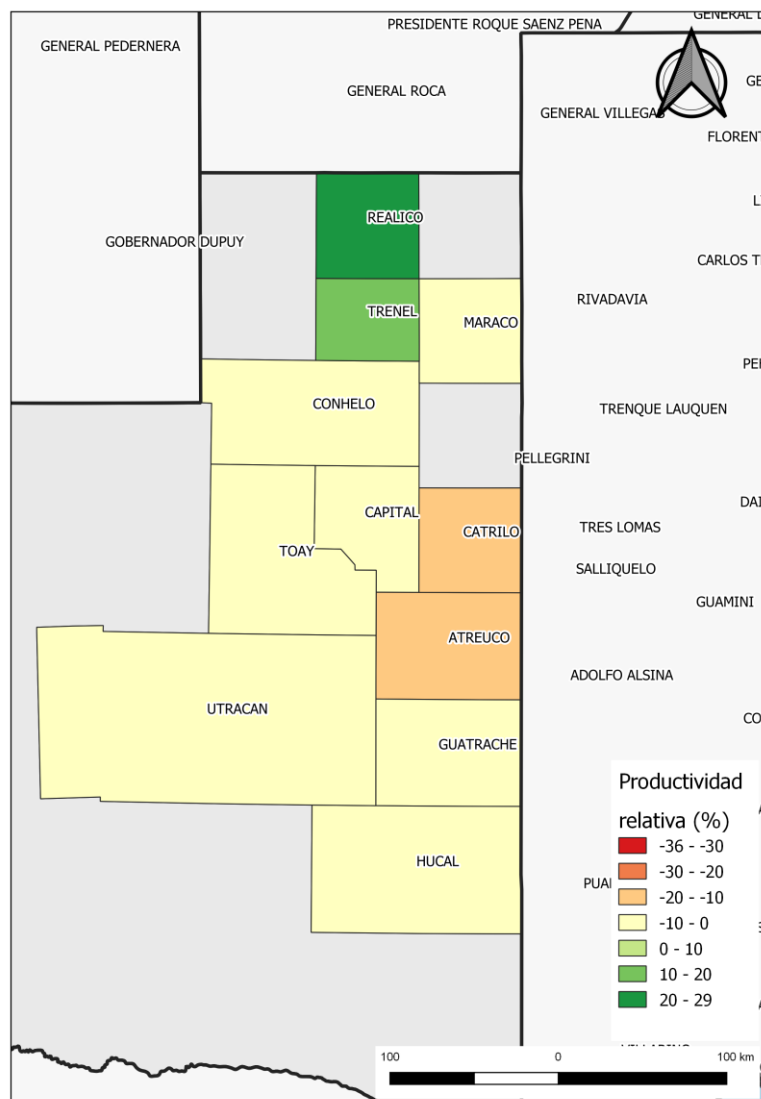 PRESIDENTE ROQUE SAENZ PENA
GENERAL PEDERNERA
GENERAL ROCA
GENERAL VILLEGAS
REALICO
GOBERNADOR DUPUY
RIVADAVIA
TRENEL
MARACO
CONHELO
TRENQUE LAUQUEN
PELLEGRINI
CAPITAL
CATRILO
TRES LOMAS
TOAY
SALLIQUELO
GUAMINI
ATREUCO
ADOLFO ALSINA
UTRACAN
GUATRACHE
HUCAL
Productividad
relativa (%)
-36 - -30
-30 - -20
-20 - -10
-10 - 0
0 - 10
10 - 20
20 - 29
100 0 100 km